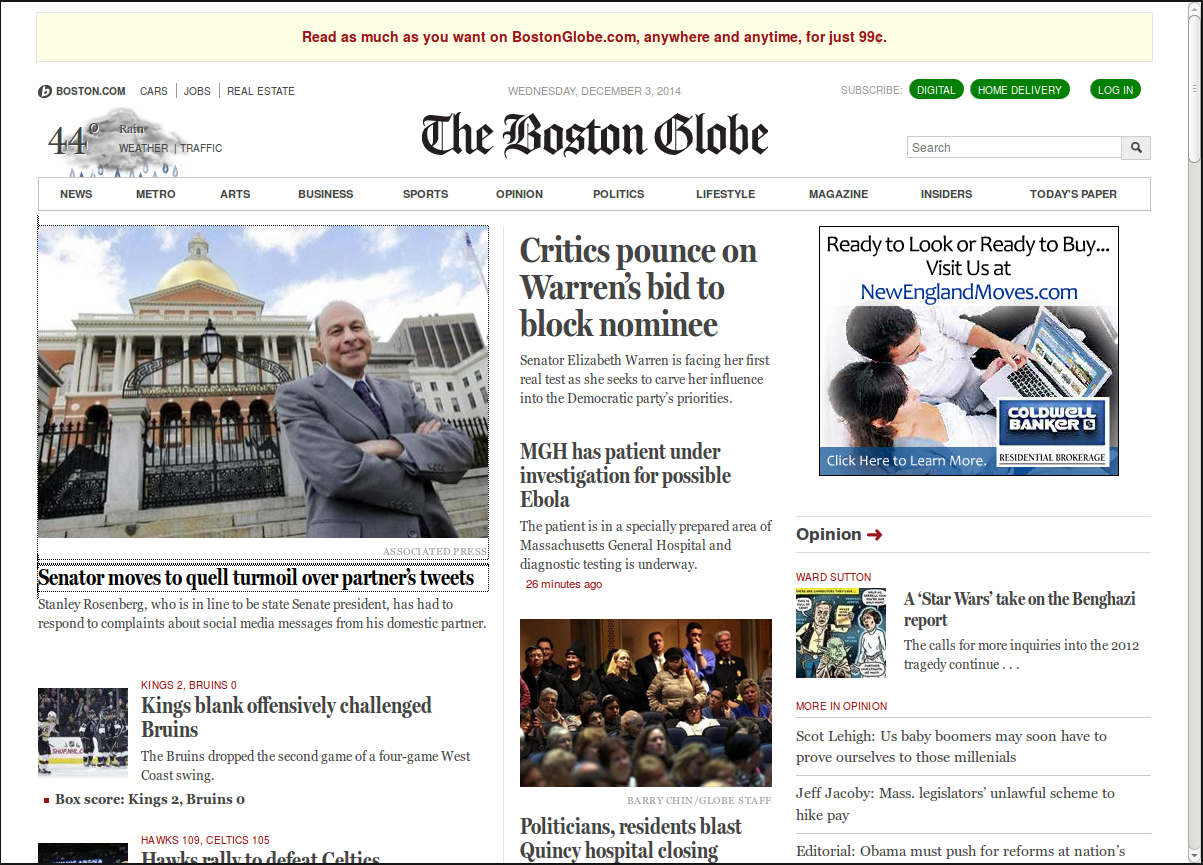 Read as much as you want on BostonGlobe.com, anywhere and anytime, for just 99¢.
b BOSTON.COM CARS JOBS REAL ESTATE
WEDNESDAY, DECEMBER 3, 2014
SUBSCRIBE: DIGITAL HOME DELIVERY LOG IN
44° Rain
WEATHER | TRAFFIC
The Boston Globe
Search
NEWS METRO ARTS BUSINESS SPORTS OPINION POLITICS LIFESTYLE MAGAZINE INSIDERS TODAY'S PAPER
ASSOCIATED PRESS
Senator moves to quell turmoil over partner's tweets
Stanley Rosenberg, who is in line to be state Senate president, has had to
respond to complaints about social media messages from his domestic partner.
KINGS 2, BRUINS 0
Kings blank offensively challenged
Bruins
The Bruins dropped the second game of a four-game West
Coast swing.
Box score: Kings 2, Bruins 0
HAWKS 109, CELTICS 105
Hawks rally to defeat Celtics
Critics pounce on
Warren's bid to
block nominee
Senator Elizabeth Warren is facing her first
real test as she seeks to carve her influence
into the Democratic party's priorities.
MGH has patient under
investigation for possible
Ebola
The patient is in a specially prepared area of
Massachusetts General Hospital and
diagnostic testing is underway.
26 minutes ago
BARRY CHIN/GLOBE STAFF
Politicians, residents blast
Quincy hospital closing
Ready to Look or Ready to Buy...
Visit Us at
NewEnglandMoves.com
COLDWELL
BANKER
RESIDENTIAL BROKERAGE
Click Here to Learn More.
Opinion
WARD SUTTON
A 'Star Wars' take on the Benghazi
report
The calls for more inquiries into the 2012
tragedy continue . . .
MORE IN OPINION
Scot Lehigh: Us baby boomers may soon have to
prove ourselves to those millenials
Jeff Jacoby: Mass. legislators' unlawful scheme to
hike pay
Editorial: Obama must push for reforms at nation's